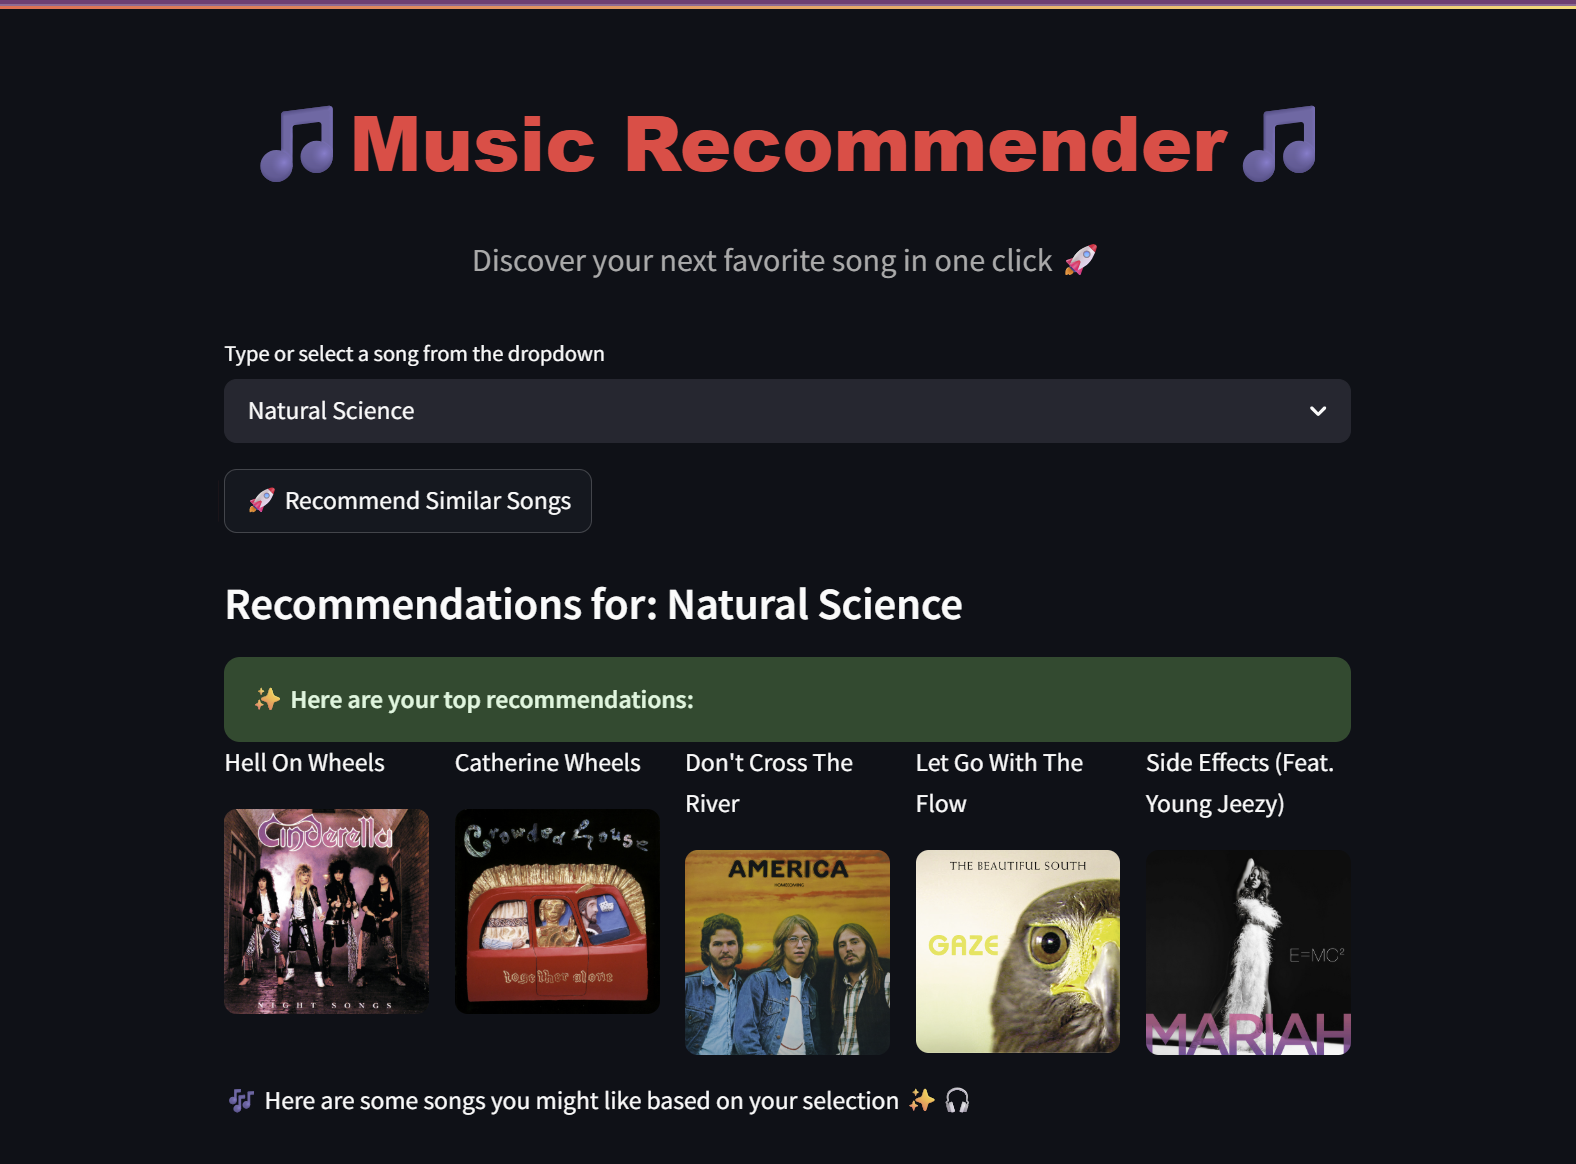 🎵Music Recommender🎵
Discover your next favorite song in one click 🚀
Type or select a song from the dropdown
Natural Science
🚀 Recommend Similar Songs
Recommendations for: Natural Science
✨ Here are your top recommendations:
Hell On Wheels
Cinderella
NIGHT SONGS
Catherine Wheels
Crowded House
together alone
Don't Cross The
River
AMERICA
HOMECOMING
Let Go With The
Flow
THE BEAUTIFUL SOUTH
GAZE
Side Effects (Feat.
Young Jeezy)
E=MC²
MARIAH
🎶 Here are some songs you might like based on your selection ✨ 🎧